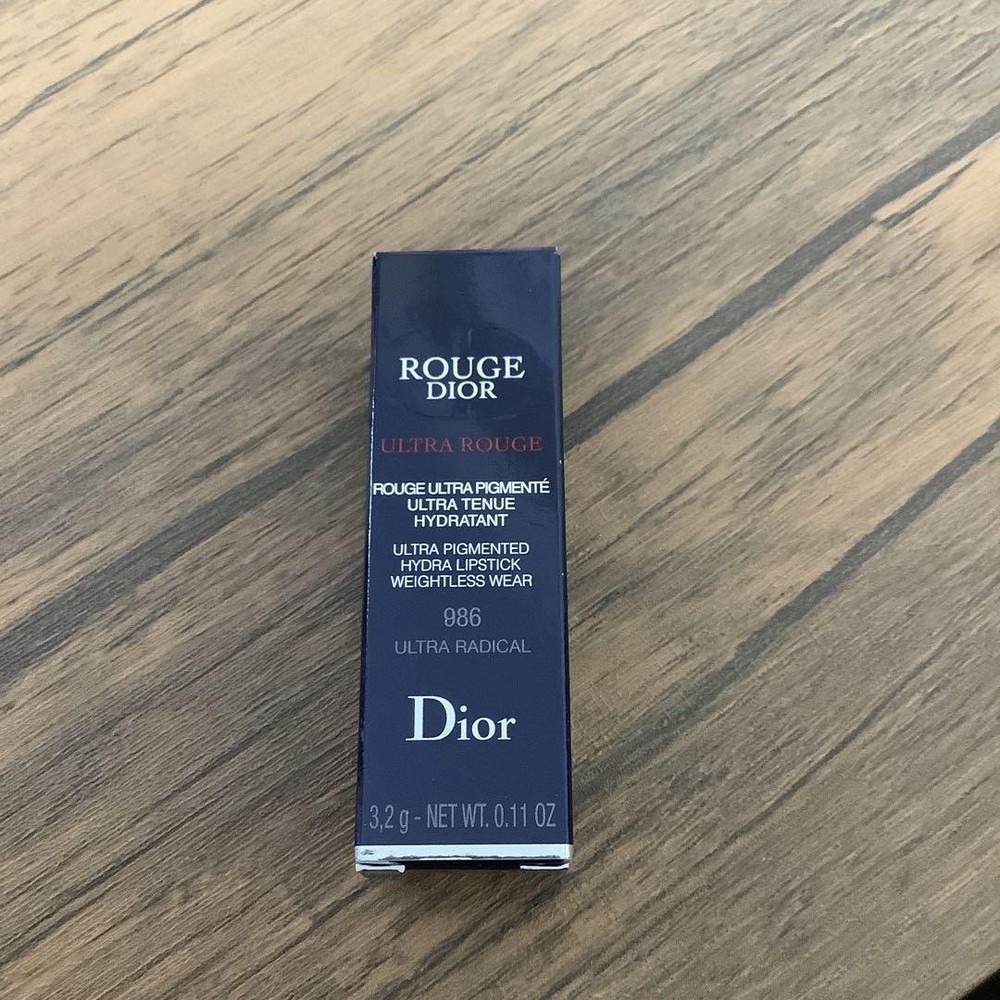 ROUGE
DIOR
ULTRA ROUGE
ROUGE ULTRA PIGMENTÉ
ULTRA TENUE
HYDRATANT
ULTRA PIGMENTED
HYDRA LIPSTICK
WEIGHTLESS WEAR
986
ULTRA RADICAL
Dior
3,2 g - NET WT. 0.11 OZ